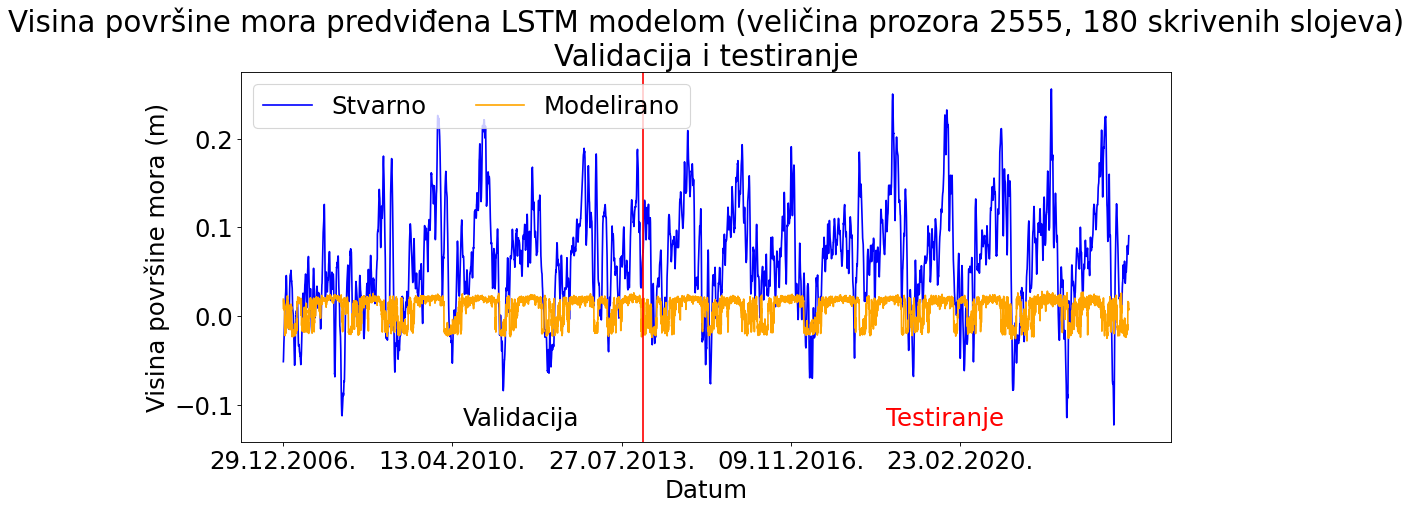 Visina površine mora predviđena LSTM modelom (veličina prozora 2555, 180 skrivenih slojeva)
Validacija i testiranje
Stvarno
Modelirano
Visina površine mora (m)
0.2
0.1
0.0
−0.1
Validacija
Testiranje
29.12.2006.
13.04.2010.
27.07.2013.
09.11.2016.
23.02.2020.
Datum